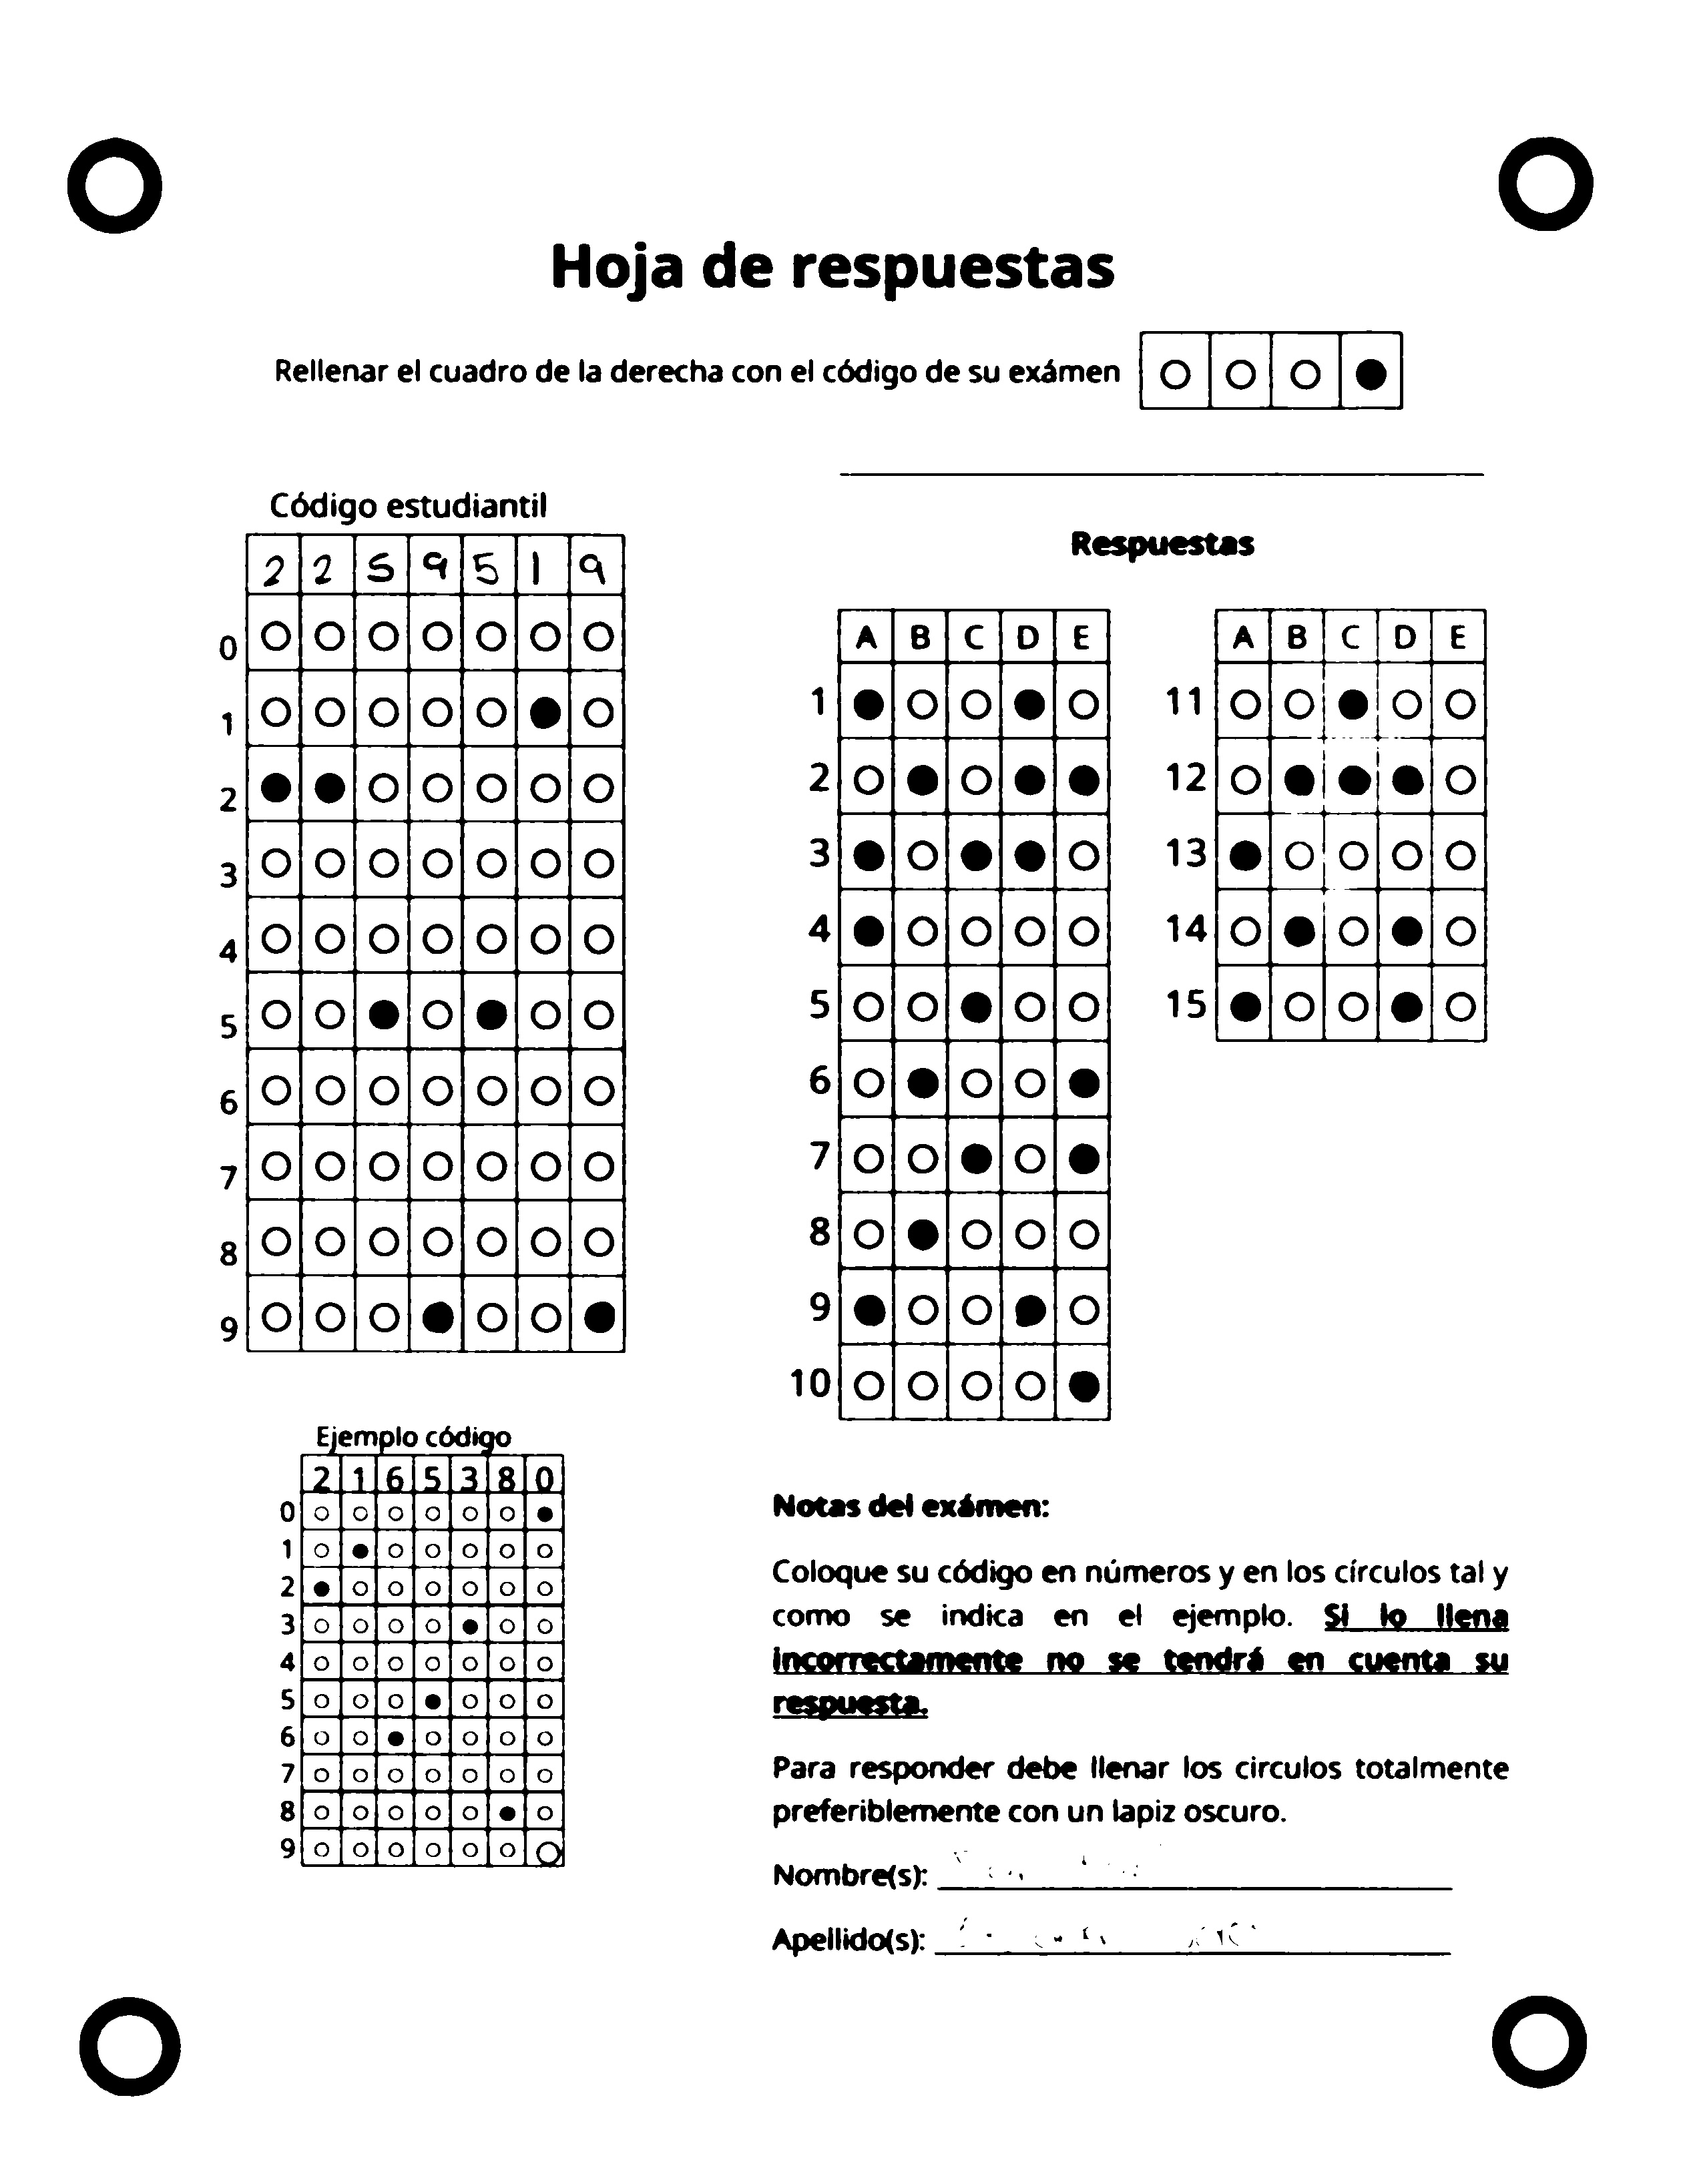 Hoja de respuestas
Rellenar el cuadro de la derecha con el código de su exámen
Código estudiantil
2 2 5 9 5 1 9
0
1
2
3
4
5
6
7
8
9
Respuestas
A B C D E
1
2
3
4
5
6
7
8
9
10
A B C D E
11
12
13
14
15
Ejemplo código
2 1 6 5 3 8 0
0
1
2
3
4
5
6
7
8
9
Notas del exámen:
Coloque su código en números y en los círculos tal y
como se indica en el ejemplo. Si lo llena
incorrectamente no se tendrá en cuenta su
respuesta.
Para responder debe llenar los circulos totalmente
preferiblemente con un lapiz oscuro.
Nombre(s):
Apellido(s):